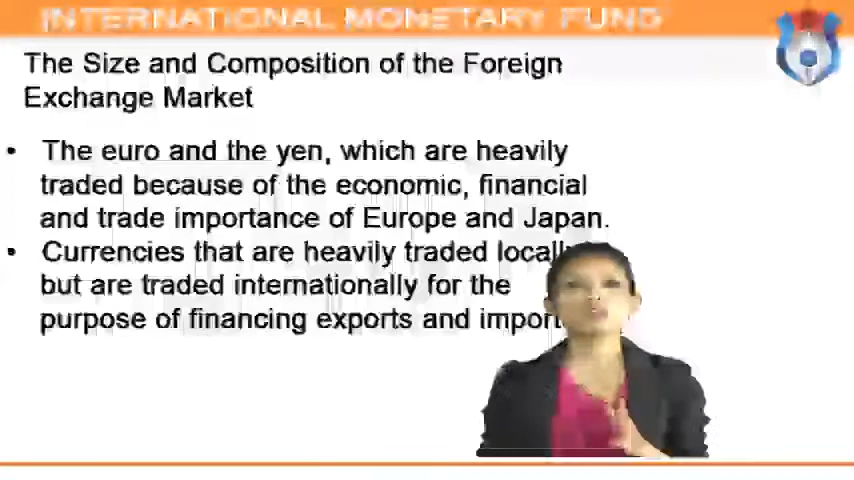 INTERNATIONAL MONETARY FUND
The Size and Composition of the Foreign
Exchange Market
• The euro and the yen, which are heavily
traded because of the economic, financial
and trade importance of Europe and Japan.
• Currencies that are heavily traded locally
but are traded internationally for the
purpose of financing exports and